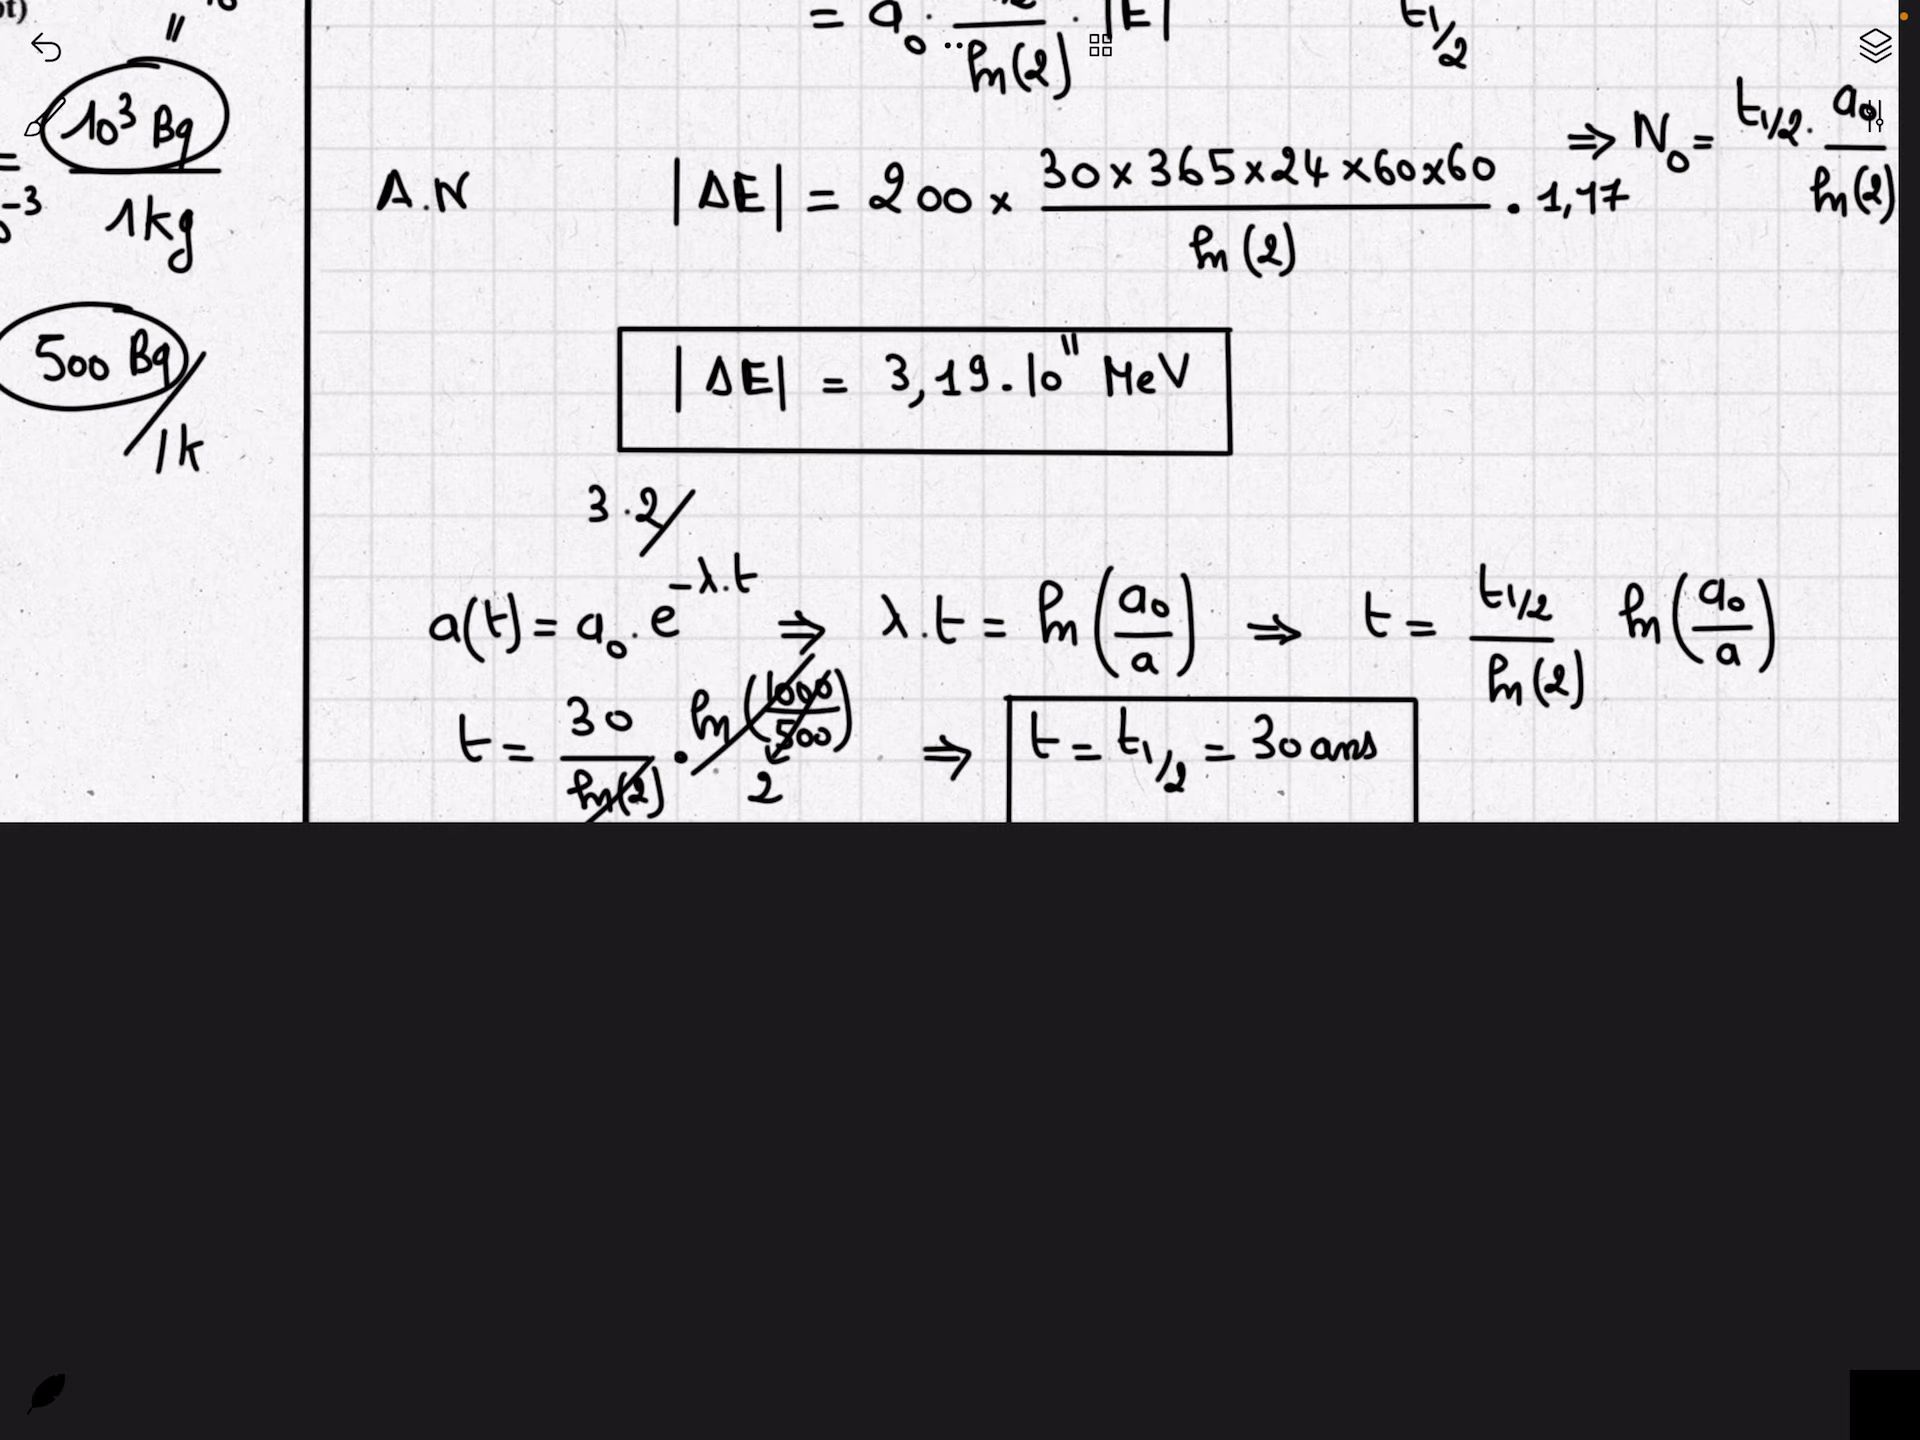 10³ Bq
1kg
500 Bq/1k
= a₀ · /ln(2) · |E|
t1/2
⇒ N₀ = t1/2 · a₀/ln(2)
A.N |ΔE| = 200 × 30×365×24×60×60/ln(2) · 1,17
|ΔE| = 3,19.10¹¹ MeV
3.2/
a(t) = a₀.e^-λ.t ⇒ λ.t = ln(a₀/a) ⇒ t = t1/2/ln(2) ln(a₀/a)
t = 30/ln(2) · ln(1000/500) ⇒ t = t1/2 = 30 ans
2